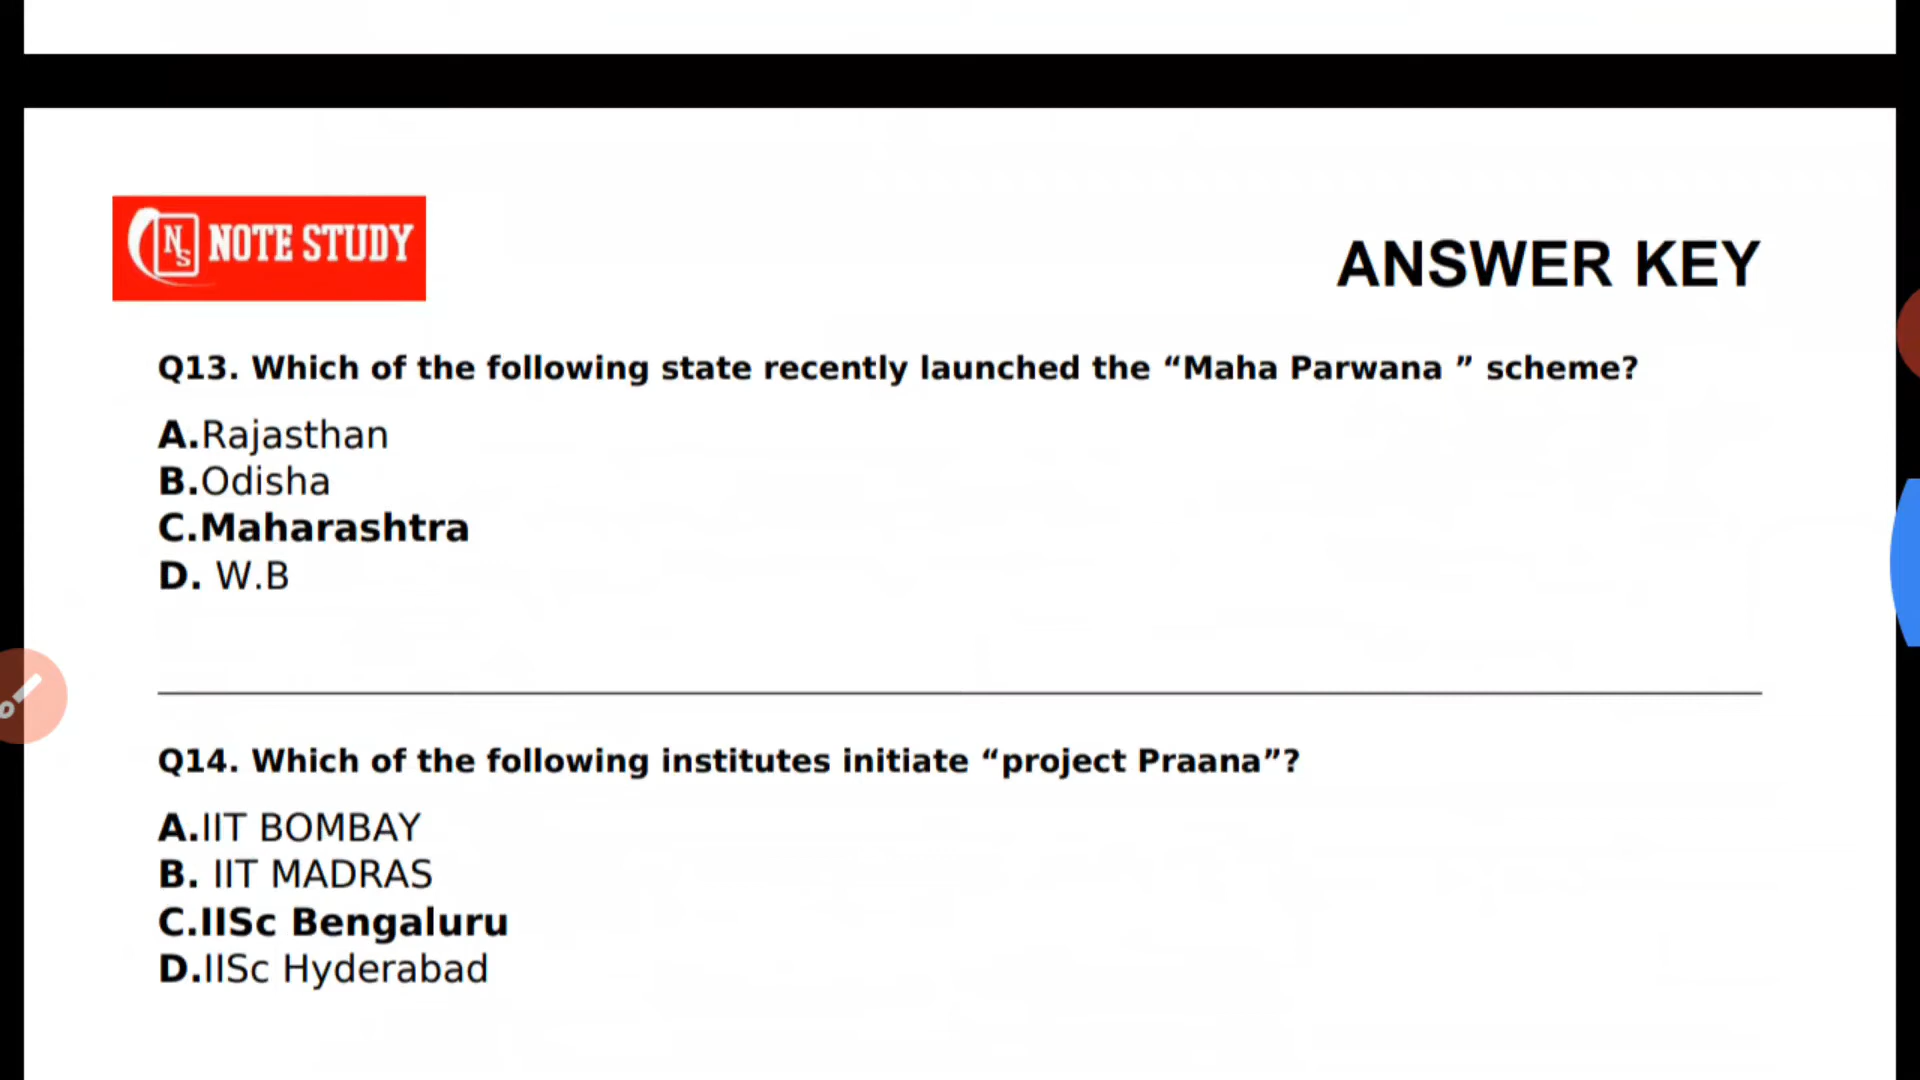 NS NOTE STUDY
ANSWER KEY
Q13. Which of the following state recently launched the “Maha Parwana ” scheme?
A.Rajasthan
B.Odisha
C.Maharashtra
D. W.B
Q14. Which of the following institutes initiate “project Praana”?
A.IIT BOMBAY
B. IIT MADRAS
C.IISc Bengaluru
D.IISc Hyderabad